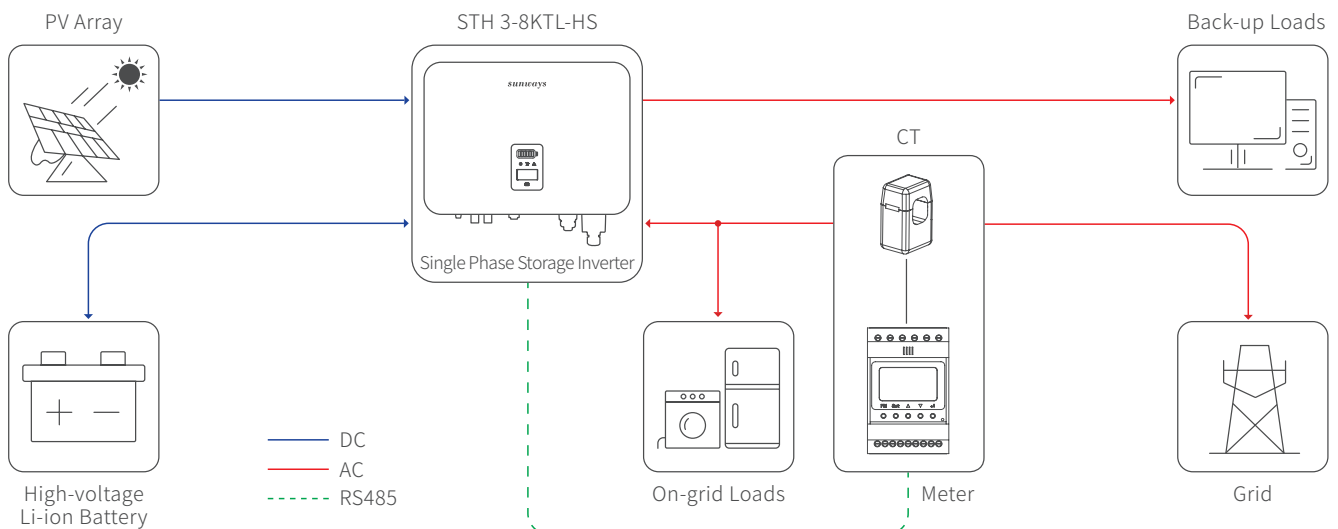 PV Array
STH 3-8KTL-HS
Back-up Loads
sunways
CT
Single Phase Storage Inverter
DC
AC
RS485
High-voltage
Li-ion Battery
On-grid Loads
Meter
Grid